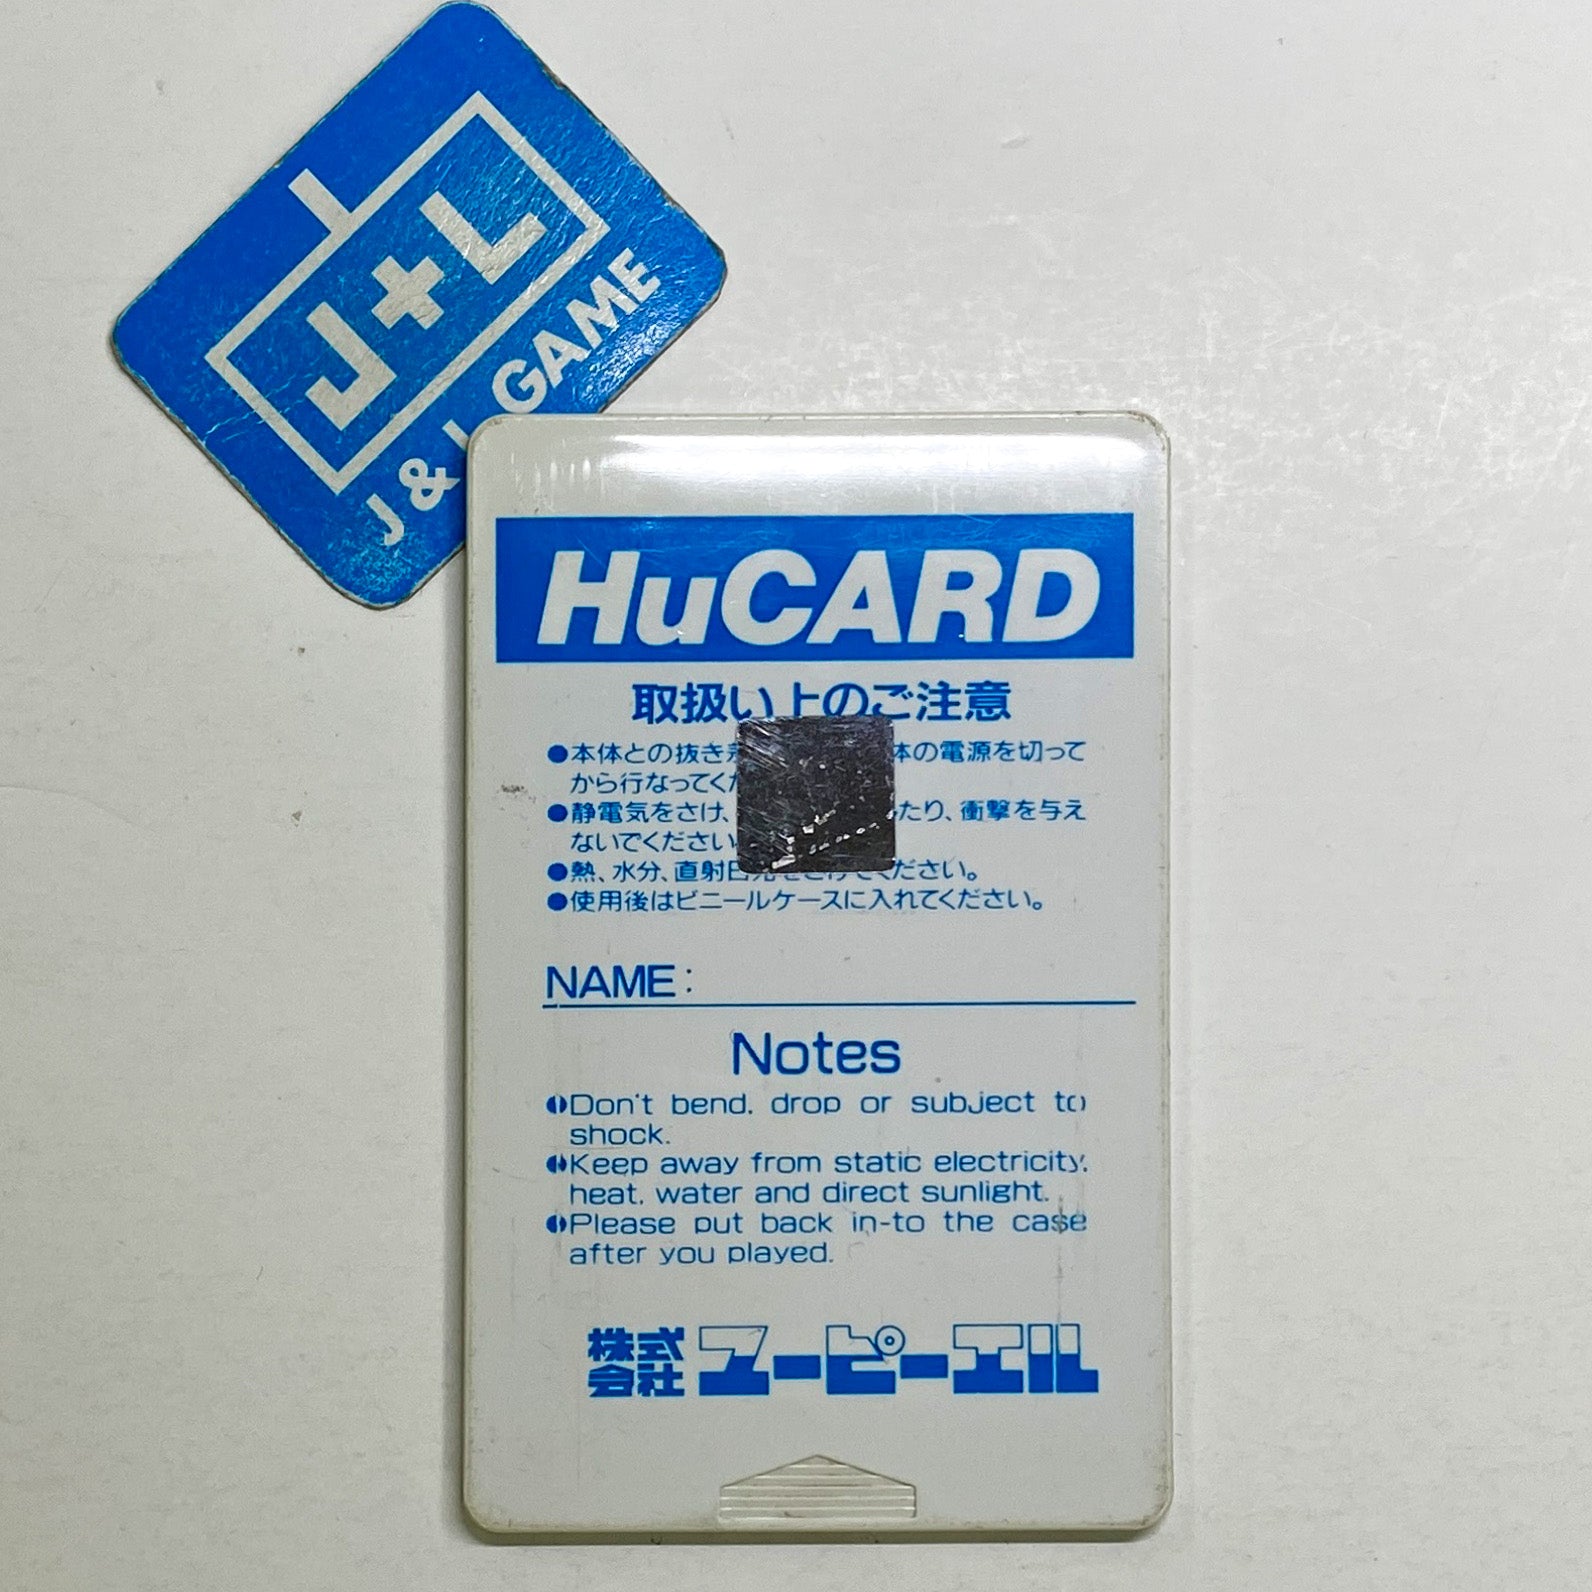 J+L
J & L GAME
HuCARD
取扱い上のご注意
●本体との抜き 体の電源を切って
から行なってくだ
●静電気をさけ、 たり、衝撃を与え
ないでください。
●熱、水分、直射日光をさけてください。
●使用後はビニールケースに入れてください。
NAME:
Notes
●Don't bend, drop or subject to
shock.
●Keep away from static electricity,
heat, water and direct sunlight.
●Please put back in-to the case
after you played.
株式会社ユーピーエル